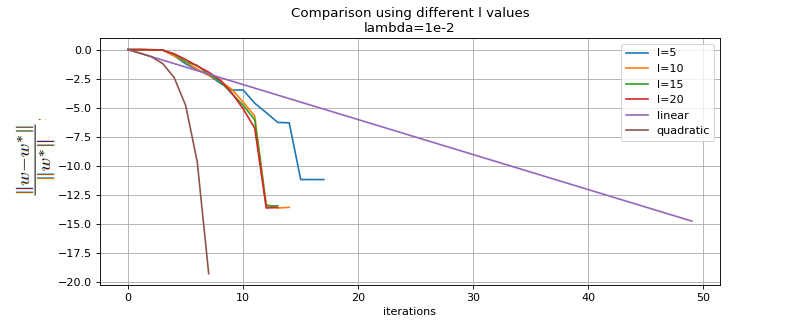 Comparison using different l values
lambda=1e-2
||w−w*||
||w*||
0.0
−2.5
−5.0
−7.5
−10.0
−12.5
−15.0
−17.5
−20.0
0
10
20
30
40
50
iterations
l=5
l=10
l=15
l=20
linear
quadratic